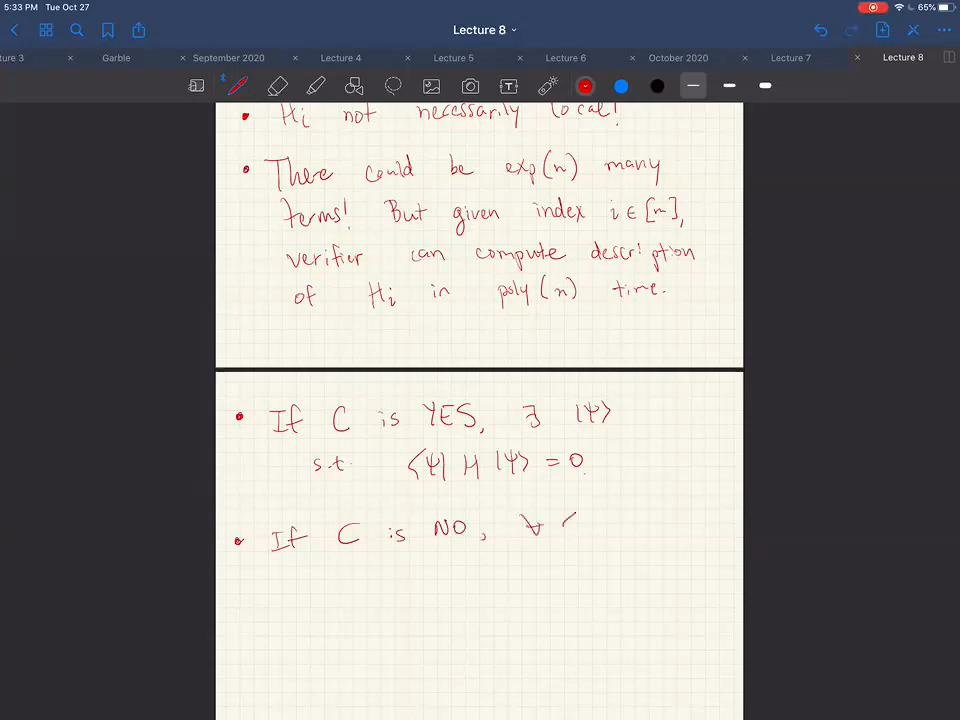 5:33 PM Tue Oct 27
65%
Lecture 8
ture 3
Garble
September 2020
Lecture 4
Lecture 5
Lecture 6
October 2020
Lecture 7
Lecture 8
• Hi not necessarily local!
• There could be exp(n) many
terms! But given index i ∈ [m],
verifier can compute description
of Hi in poly(n) time.
• If C is YES, ∃ |Ψ⟩
s.t. ⟨Ψ| H |Ψ⟩ = 0
• If C is NO, ∀